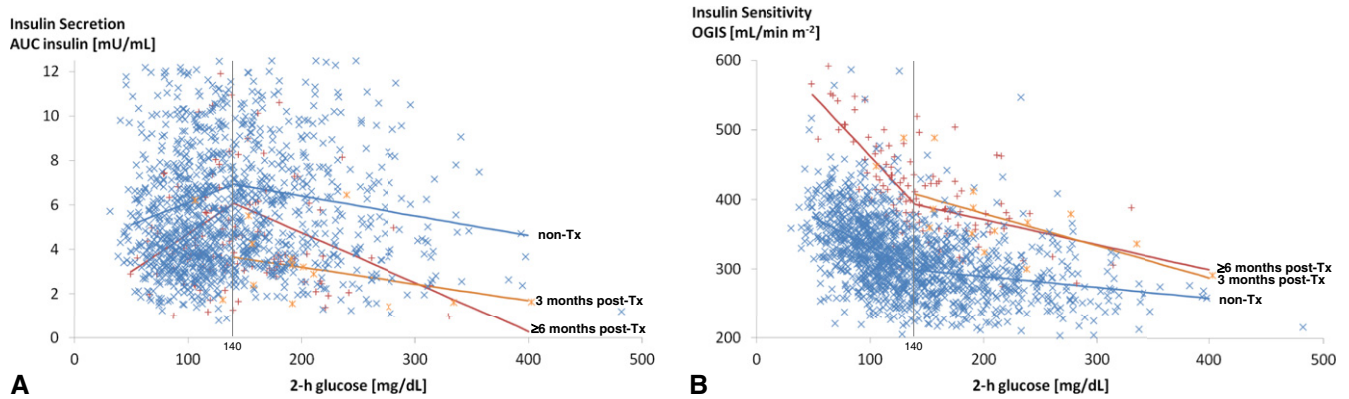 Insulin Secretion
AUC insulin [mU/mL]
12
10
8
6
4
2
0
0
100
140
200
300
400
500
non-Tx
3 months post-Tx
≥6 months post-Tx
2-h glucose [mg/dL]
A
Insulin Sensitivity
OGIS [mL/min m⁻²]
600
500
400
300
200
0
100
140
200
300
400
500
≥6 months post-Tx
3 months post-Tx
non-Tx
2-h glucose [mg/dL]
B